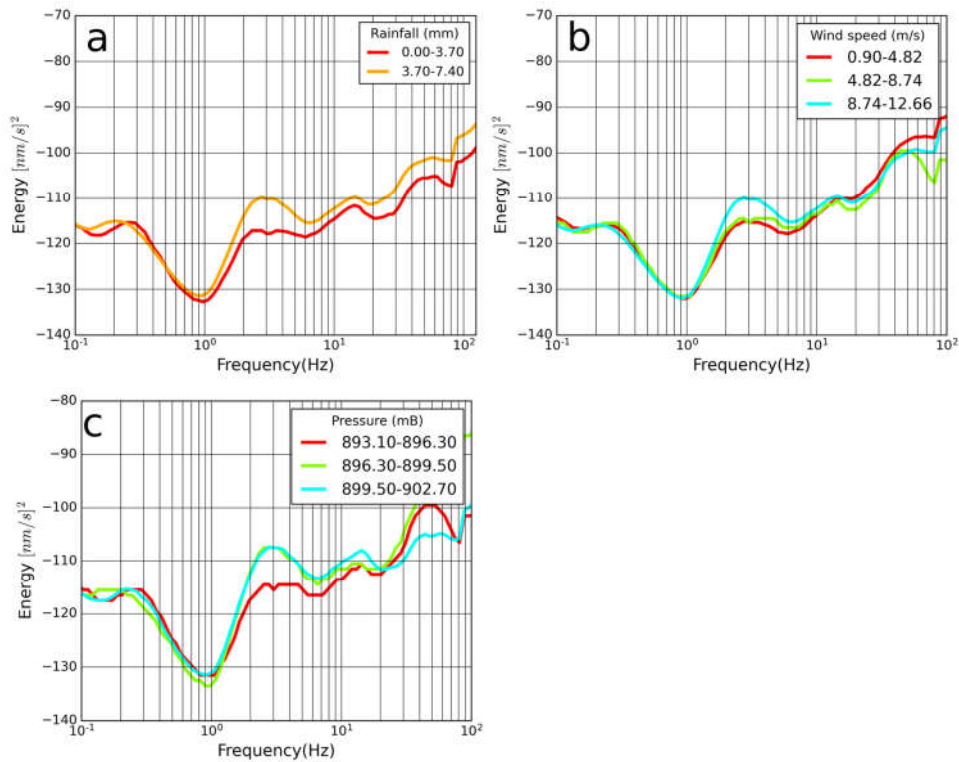 a
−70
−80
−90
−100
−110
−120
−130
−140
Energy [nm/s]²
Rainfall (mm)
0.00-3.70
3.70-7.40
10⁻¹ 10⁰ 10¹ 10²
Frequency(Hz)
b
−70
−80
−90
−100
−110
−120
−130
−140
Energy [nm/s]²
Wind speed (m/s)
0.90-4.82
4.82-8.74
8.74-12.66
10⁻¹ 10⁰ 10¹ 10²
Frequency(Hz)
c
−80
−90
−100
−110
−120
−130
−140
Energy [nm/s]²
Pressure (mB)
893.10-896.30
896.30-899.50
899.50-902.70
10⁻¹ 10⁰ 10¹ 10²
Frequency(Hz)